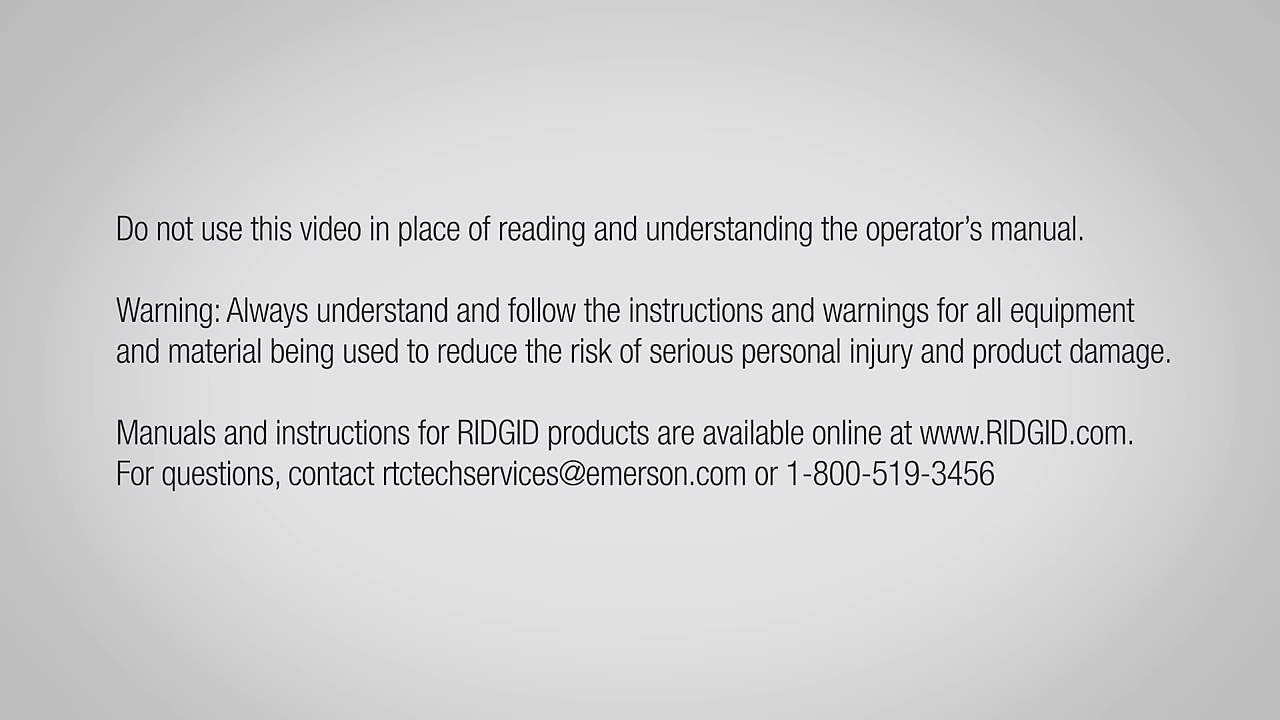 Do not use this video in place of reading and understanding the operator’s manual.
Warning: Always understand and follow the instructions and warnings for all equipment
and material being used to reduce the risk of serious personal injury and product damage.
Manuals and instructions for RIDGID products are available online at www.RIDGID.com.
For questions, contact rtctechservices@emerson.com or 1-800-519-3456